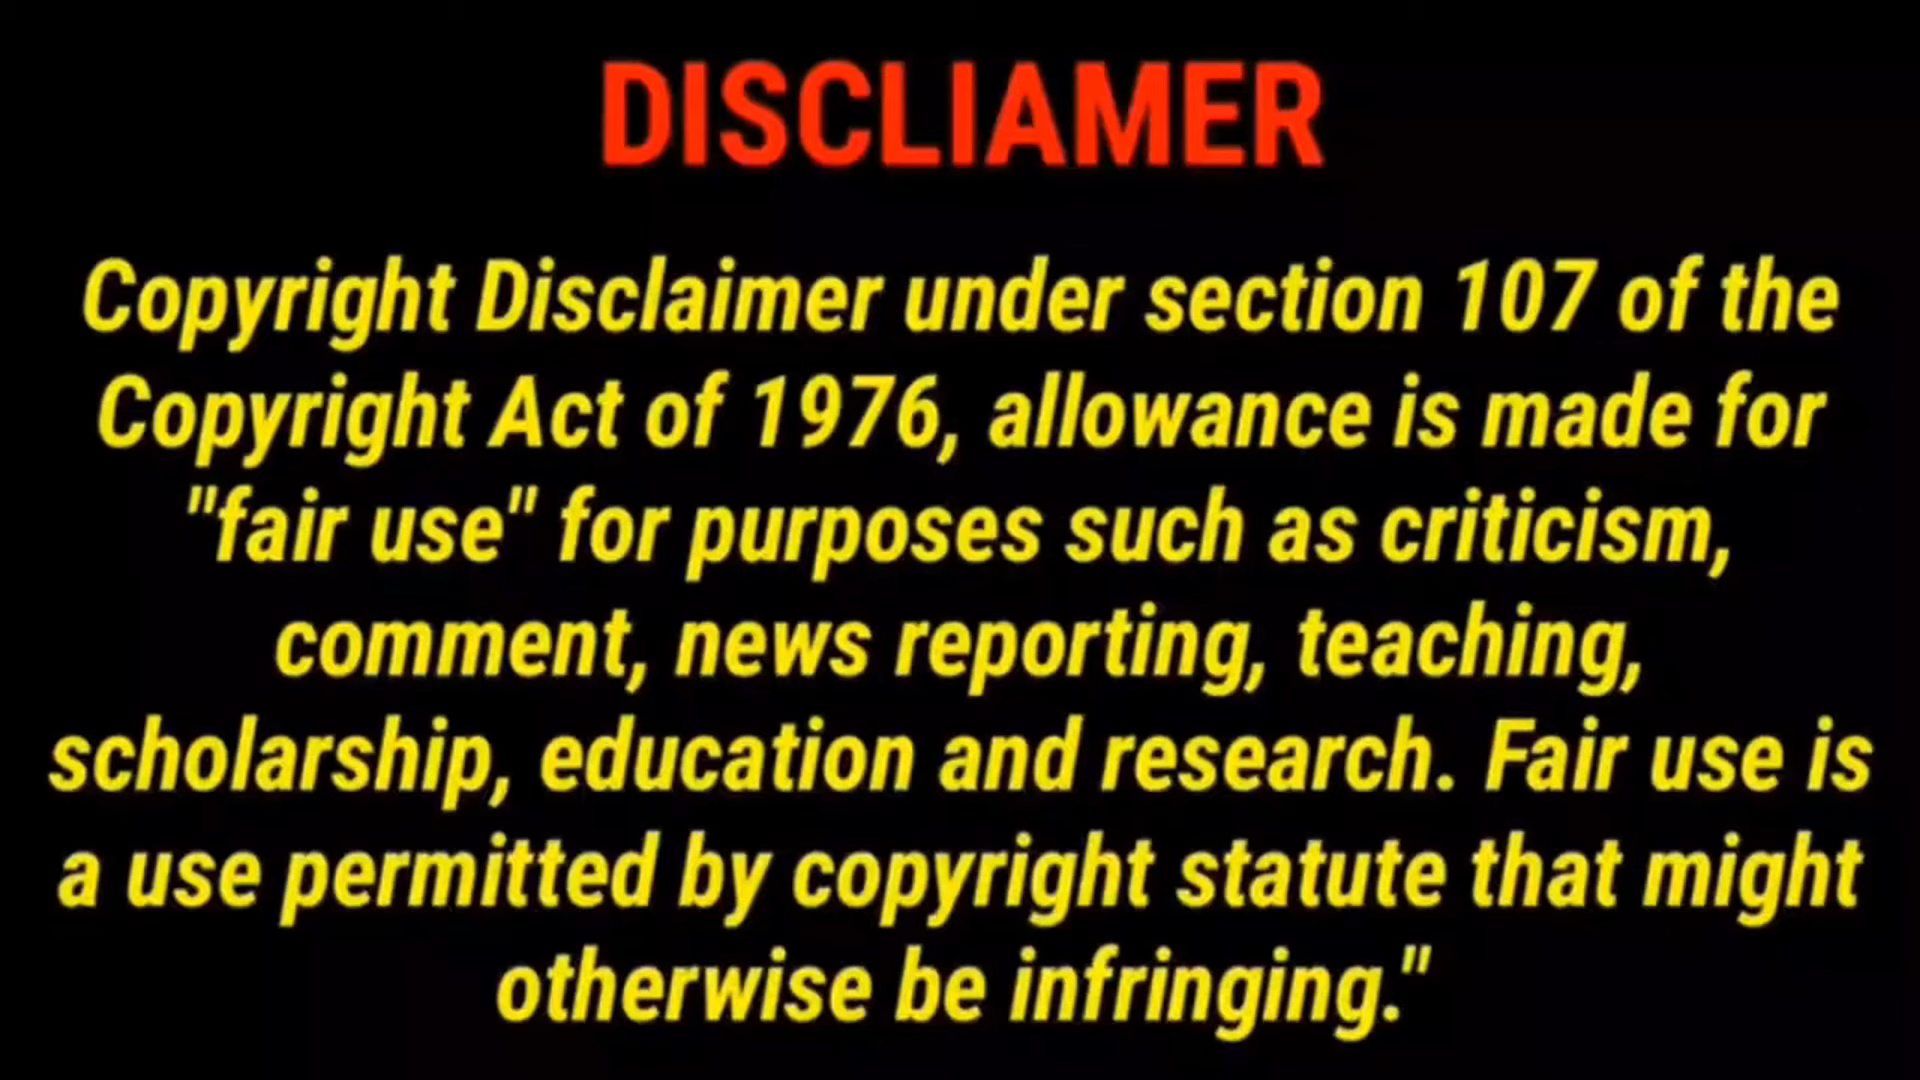 DISCLIAMER
Copyright Disclaimer under section 107 of the
Copyright Act of 1976, allowance is made for
"fair use" for purposes such as criticism,
comment, news reporting, teaching,
scholarship, education and research. Fair use is
a use permitted by copyright statute that might
otherwise be infringing."